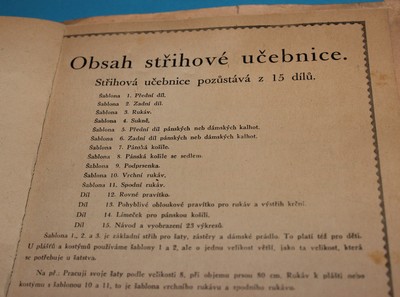 Obsah střihové učebnice.
Střihová učebnice pozůstává z 15 dílů.
Šablona 1. Přední díl.
Šablona 2. Zadní díl.
Šablona 3. Rukáv.
Šablona 4. Sukně.
Šablona 5. Přední díl pánských neb dámských kalhot.
Šablona 6. Zadní díl pánských neb dámských kalhot.
Šablona 7. Pánská košile.
Šablona 8. Pánská košile se sedlem.
Šablona 9. Podprsenka.
Šablona 10. Vrchní rukáv.
Šablona 11. Spodní rukáv.
Díl 12. Rovné pravítko.
Díl 13. Pohyblivé obloukové pravítko pro rukáv a výstřih krční.
Díl 14. Límeček pro pánskou košili.
Díl 15. Návod a vyobrazení 23 výkresů.
Šablona 1., 2. a 3. je základní střih pro šaty, zástěry a dámské prádlo. To platí též pro děti.
U plášťů a kostymů používáme šablony 1 a 2, ale o jednu velikost větší, jako ta velikost, která
se potřebuje o šatstva.
Na př.: Pracují svoje šaty podle velikosti 8, při objemu prsou 80 cm. Rukáv k plášti nebo
kostymu s šablonou 10 a 11, to je šablona vrchního rukávu a spodního rukávu.